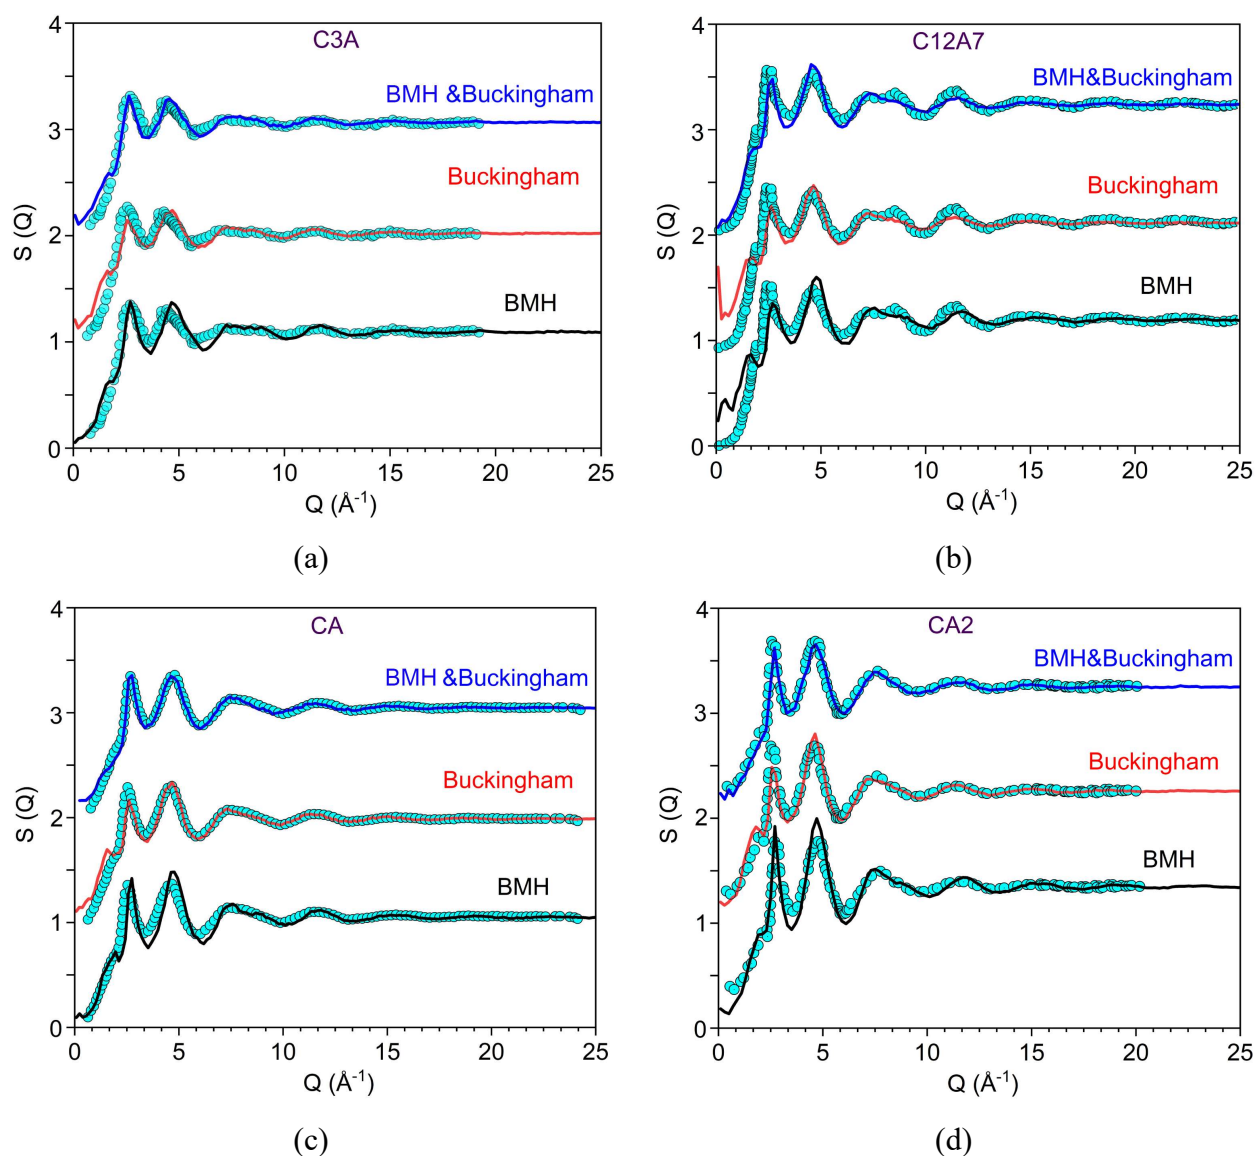 C3A
BMH &Buckingham
Buckingham
BMH
S (Q)
4
3
2
1
0
0 5 10 15 20 25
Q (Å-1)
(a)
C12A7
BMH&Buckingham
Buckingham
BMH
S (Q)
4
3
2
1
0
0 5 10 15 20 25
Q (Å-1)
(b)
CA
BMH &Buckingham
Buckingham
BMH
S (Q)
4
3
2
1
0
0 5 10 15 20 25
Q (Å-1)
(c)
CA2
BMH&Buckingham
Buckingham
BMH
S (Q)
4
3
2
1
0
0 5 10 15 20 25
Q (Å-1)
(d)